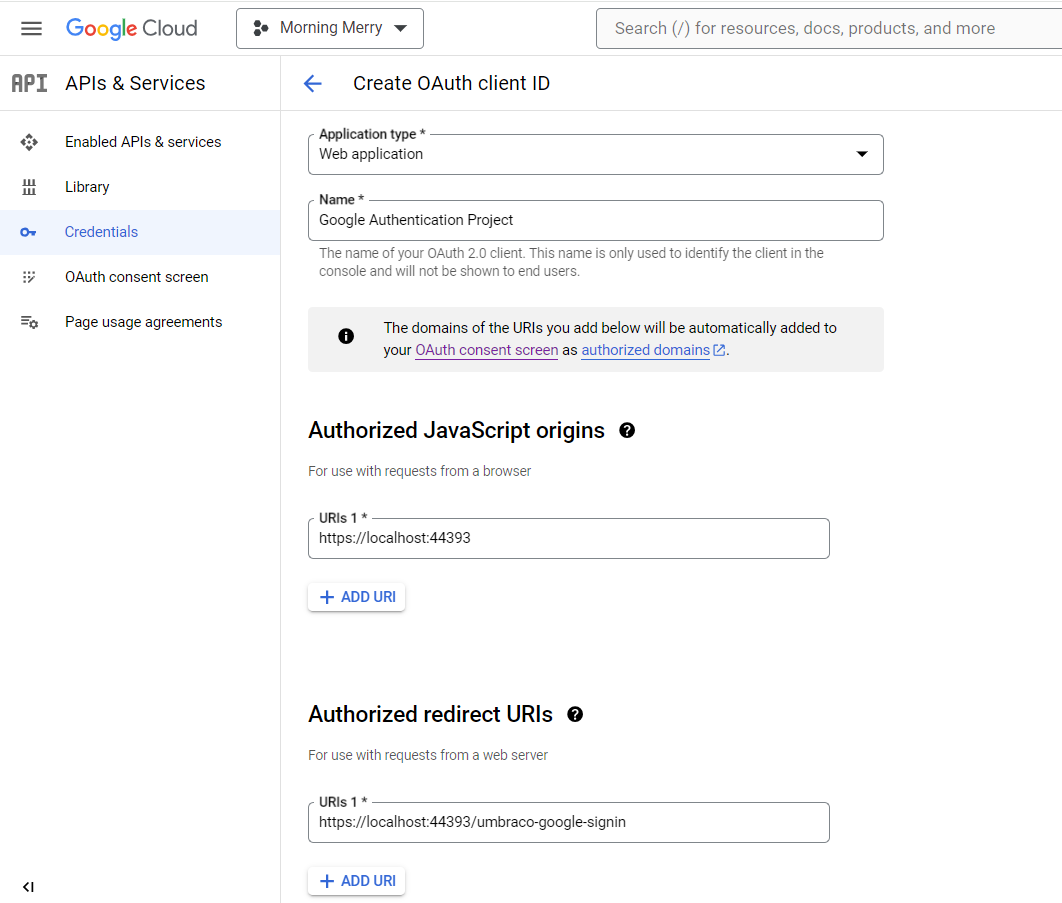 Google Cloud
Morning Merry
Search (/) for resources, docs, products, and more
API APIs & Services
Create OAuth client ID
Enabled APIs & services
Library
Credentials
OAuth consent screen
Page usage agreements
Application type *
Web application
Name *
Google Authentication Project
The name of your OAuth 2.0 client. This name is only used to identify the client in the
console and will not be shown to end users.
The domains of the URIs you add below will be automatically added to
your OAuth consent screen as authorized domains.
Authorized JavaScript origins
For use with requests from a browser
URIs 1 *
https://localhost:44393
ADD URI
Authorized redirect URIs
For use with requests from a web server
URIs 1 *
https://localhost:44393/umbraco-google-signin
ADD URI